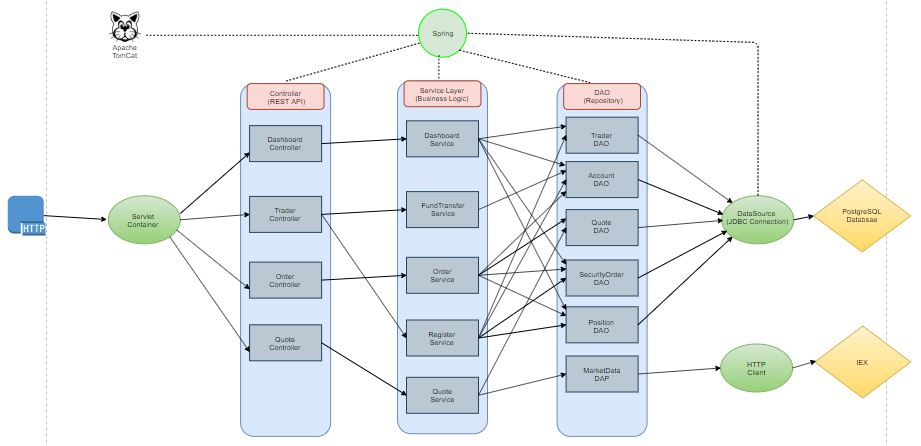 Apache
TomCat
Spring
Controller
(REST API)
Service Layer
(Business Logic)
DAO
(Repository)
HTTP
Servlet
Container
Dashboard
Controller
Trader
Controller
Order
Controller
Quote
Controller
Dashboard
Service
FundTransfer
Service
Order
Service
Register
Service
Quote
Service
Trader
DAO
Account
DAO
Quote
DAO
SecurityOrder
DAO
Position
DAO
MarketData
DAP
DataSource
(JDBC Connection)
PostgreSQL
Databsae
HTTP
Client
IEX